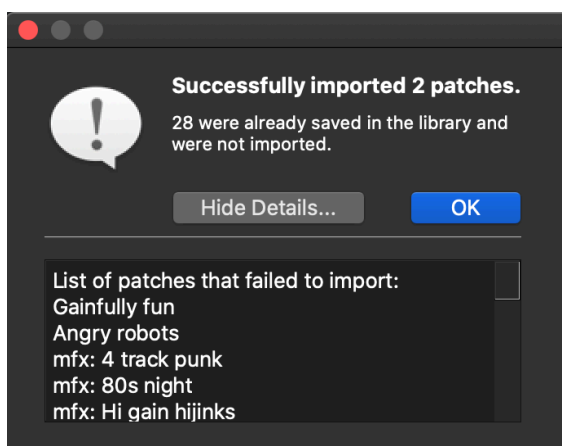 Successfully imported 2 patches.
28 were already saved in the library and
were not imported.
Hide Details...
OK
List of patches that failed to import:
Gainfully fun
Angry robots
mfx: 4 track punk
mfx: 80s night
mfx: Hi gain hijinks